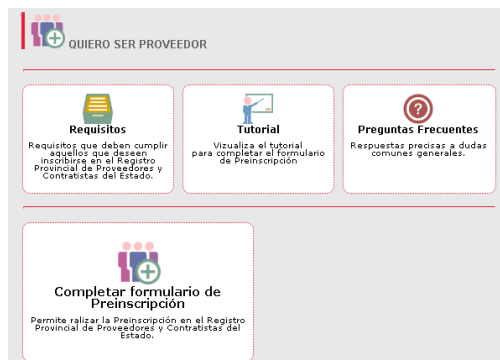 QUIERO SER PROVEEDOR
Requisitos
Requisitos que deben cumplir
aquellos que deseen
inscribirse en el Registro
Provincial de Proveedores y
Contratistas del Estado.
Tutorial
Vizualiza el tutorial
para completar el formulario
de Preinscripción
Preguntas Frecuentes
Respuestas precisas a dudas
comunes generales.
Completar formulario de
Preinscripción
Permite ralizar la Preinscripción en el Registro
Provincial de Proveedores y Contratistas del
Estado.